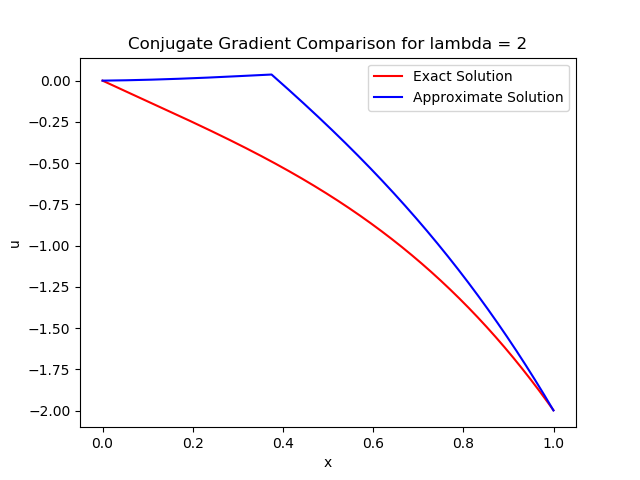 Conjugate Gradient Comparison for lambda = 2
Exact Solution
Approximate Solution
0.00
−0.25
−0.50
−0.75
−1.00
−1.25
−1.50
−1.75
−2.00
u
0.0 0.2 0.4 0.6 0.8 1.0
x